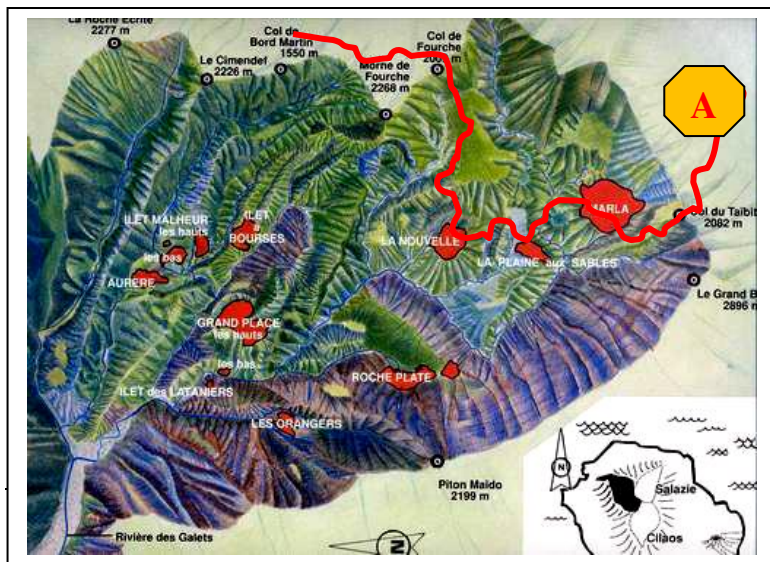 La Roche Ecrite
2277 m
Le Cimendef
2226 m
Col de
Bord Martin
1550 m
Morne de
Fourche
2268 m
Col de
Fourche
A
MARLA
Col du Taïbit
2082 m
Le Grand B
2896 m
ILET MALHEUR
les hauts
les bas
ILET
à
BOURSES
AURERE
LA NOUVELLE
LA PLAINE aux SABLES
GRAND PLACE
les hauts
les bas
ILET des LATANIERS
ROCHE PLATE
LES ORANGERS
Piton Maïdo
2199 m
Rivière des Galets
N
N
Salazie
Cilaos